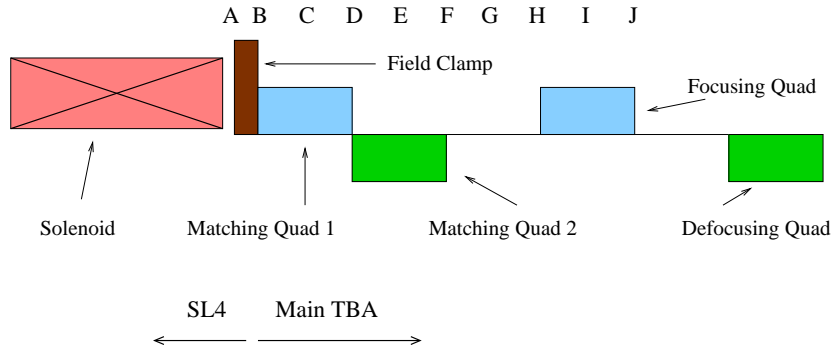 A B C D E F G H I J
Field Clamp
Focusing Quad
Solenoid
Matching Quad 1
Matching Quad 2
Defocusing Quad
SL4
Main TBA